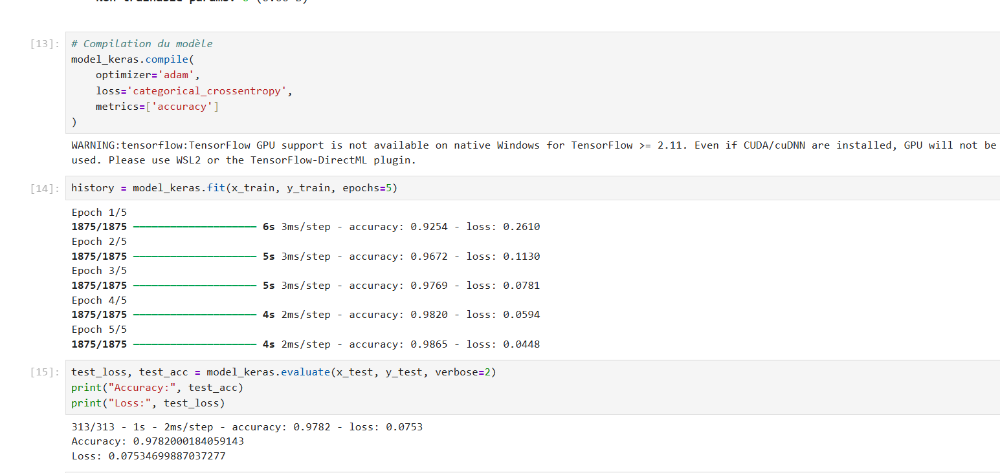 Non-trainable params: 0 (0.00 B)
[13]: # Compilation du modèle
model_keras.compile(
optimizer='adam',
loss='categorical_crossentropy',
metrics=['accuracy']
)
WARNING:tensorflow:TensorFlow GPU support is not available on native Windows for TensorFlow >= 2.11. Even if CUDA/cuDNN are installed, GPU will not be
used. Please use WSL2 or the TensorFlow-DirectML plugin.
[14]: history = model_keras.fit(x_train, y_train, epochs=5)
Epoch 1/5
1875/1875 6s 3ms/step - accuracy: 0.9254 - loss: 0.2610
Epoch 2/5
1875/1875 5s 3ms/step - accuracy: 0.9672 - loss: 0.1130
Epoch 3/5
1875/1875 5s 3ms/step - accuracy: 0.9769 - loss: 0.0781
Epoch 4/5
1875/1875 4s 2ms/step - accuracy: 0.9820 - loss: 0.0594
Epoch 5/5
1875/1875 4s 2ms/step - accuracy: 0.9865 - loss: 0.0448
[15]: test_loss, test_acc = model_keras.evaluate(x_test, y_test, verbose=2)
print("Accuracy:", test_acc)
print("Loss:", test_loss)
313/313 - 1s - 2ms/step - accuracy: 0.9782 - loss: 0.0753
Accuracy: 0.9782000184059143
Loss: 0.07534699887037277